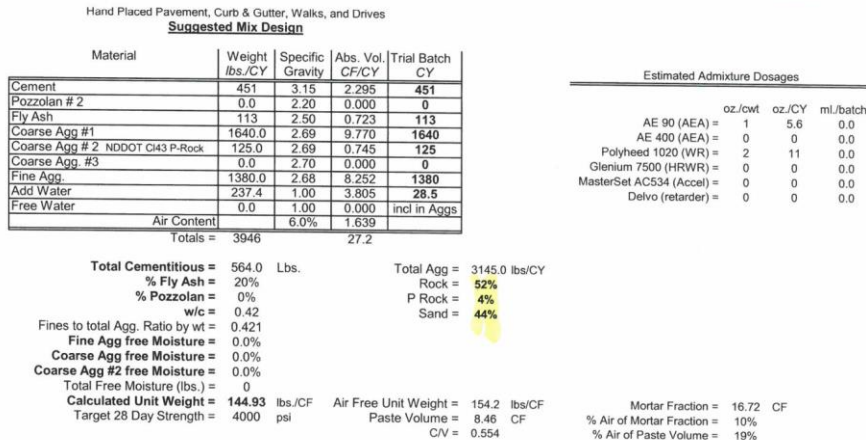 Hand Placed Pavement, Curb & Gutter, Walks, and Drives
Suggested Mix Design
Material Weight Specific Abs. Vol. Trial Batch
lbs./CY Gravity CF/CY CY
Cement 451 3.15 2.295 451
Pozzolan # 2 0.0 2.20 0.000 0
Fly Ash 113 2.50 0.723 113
Coarse Agg #1 1640.0 2.69 9.770 1640
Coarse Agg # 2 NDDOT Cl43 P-Rock 125.0 2.69 0.745 125
Coarse Agg. #3 0.0 2.70 0.000 0
Fine Agg. 1380.0 2.68 8.252 1380
Add Water 237.4 1.00 3.805 28.5
Free Water 0.0 1.00 0.000 incl in Aggs
Air Content 6.0% 1.639
Totals = 3946 27.2
Estimated Admixture Dosages
oz./cwt oz./CY ml./batch
AE 90 (AEA) = 1 5.6 0.0
AE 400 (AEA) = 0 0 0.0
Polyheed 1020 (WR) = 2 11 0.0
Glenium 7500 (HRWR) = 0 0 0.0
MasterSet AC534 (Accel) = 0 0 0.0
Delvo (retarder) = 0 0 0.0
Total Cementitious = 564.0 Lbs. Total Agg = 3145.0 lbs/CY
% Fly Ash = 20% Rock = 52%
% Pozzolan = 0% P Rock = 4%
w/c = 0.42 Sand = 44%
Fines to total Agg. Ratio by wt = 0.421
Fine Agg free Moisture = 0.0%
Coarse Agg free Moisture = 0.0%
Coarse Agg #2 free Moisture = 0.0%
Total Free Moisture (lbs.) = 0
Calculated Unit Weight = 144.93 lbs./CF Air Free Unit Weight = 154.2 lbs/CF Mortar Fraction = 16.72 CF
Target 28 Day Strength = 4000 psi Paste Volume = 8.46 CF % Air of Mortar Fraction = 10%
C/V = 0.554 % Air of Paste Volume = 19%